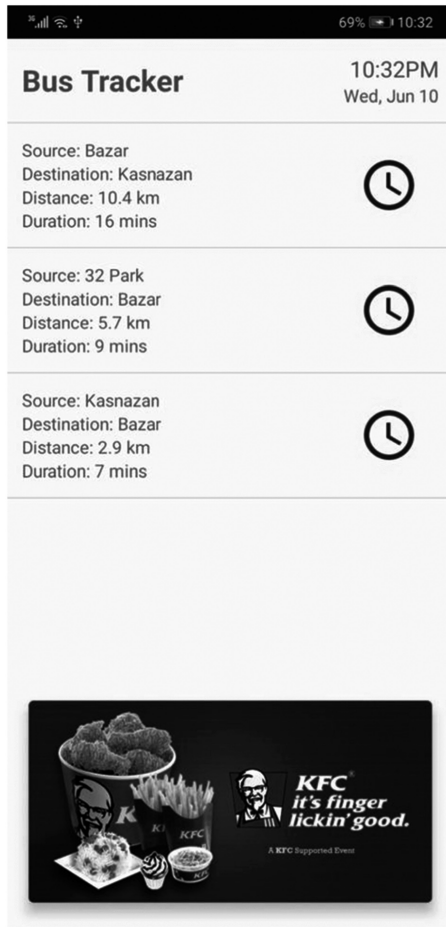 3G
69% 10:32
Bus Tracker
10:32PM
Wed, Jun 10
Source: Bazar
Destination: Kasnazan
Distance: 10.4 km
Duration: 16 mins
Source: 32 Park
Destination: Bazar
Distance: 5.7 km
Duration: 9 mins
Source: Kasnazan
Destination: Bazar
Distance: 2.9 km
Duration: 7 mins
K
KFC
KFC®
it's finger
lickin' good.
A KFC Supported Event